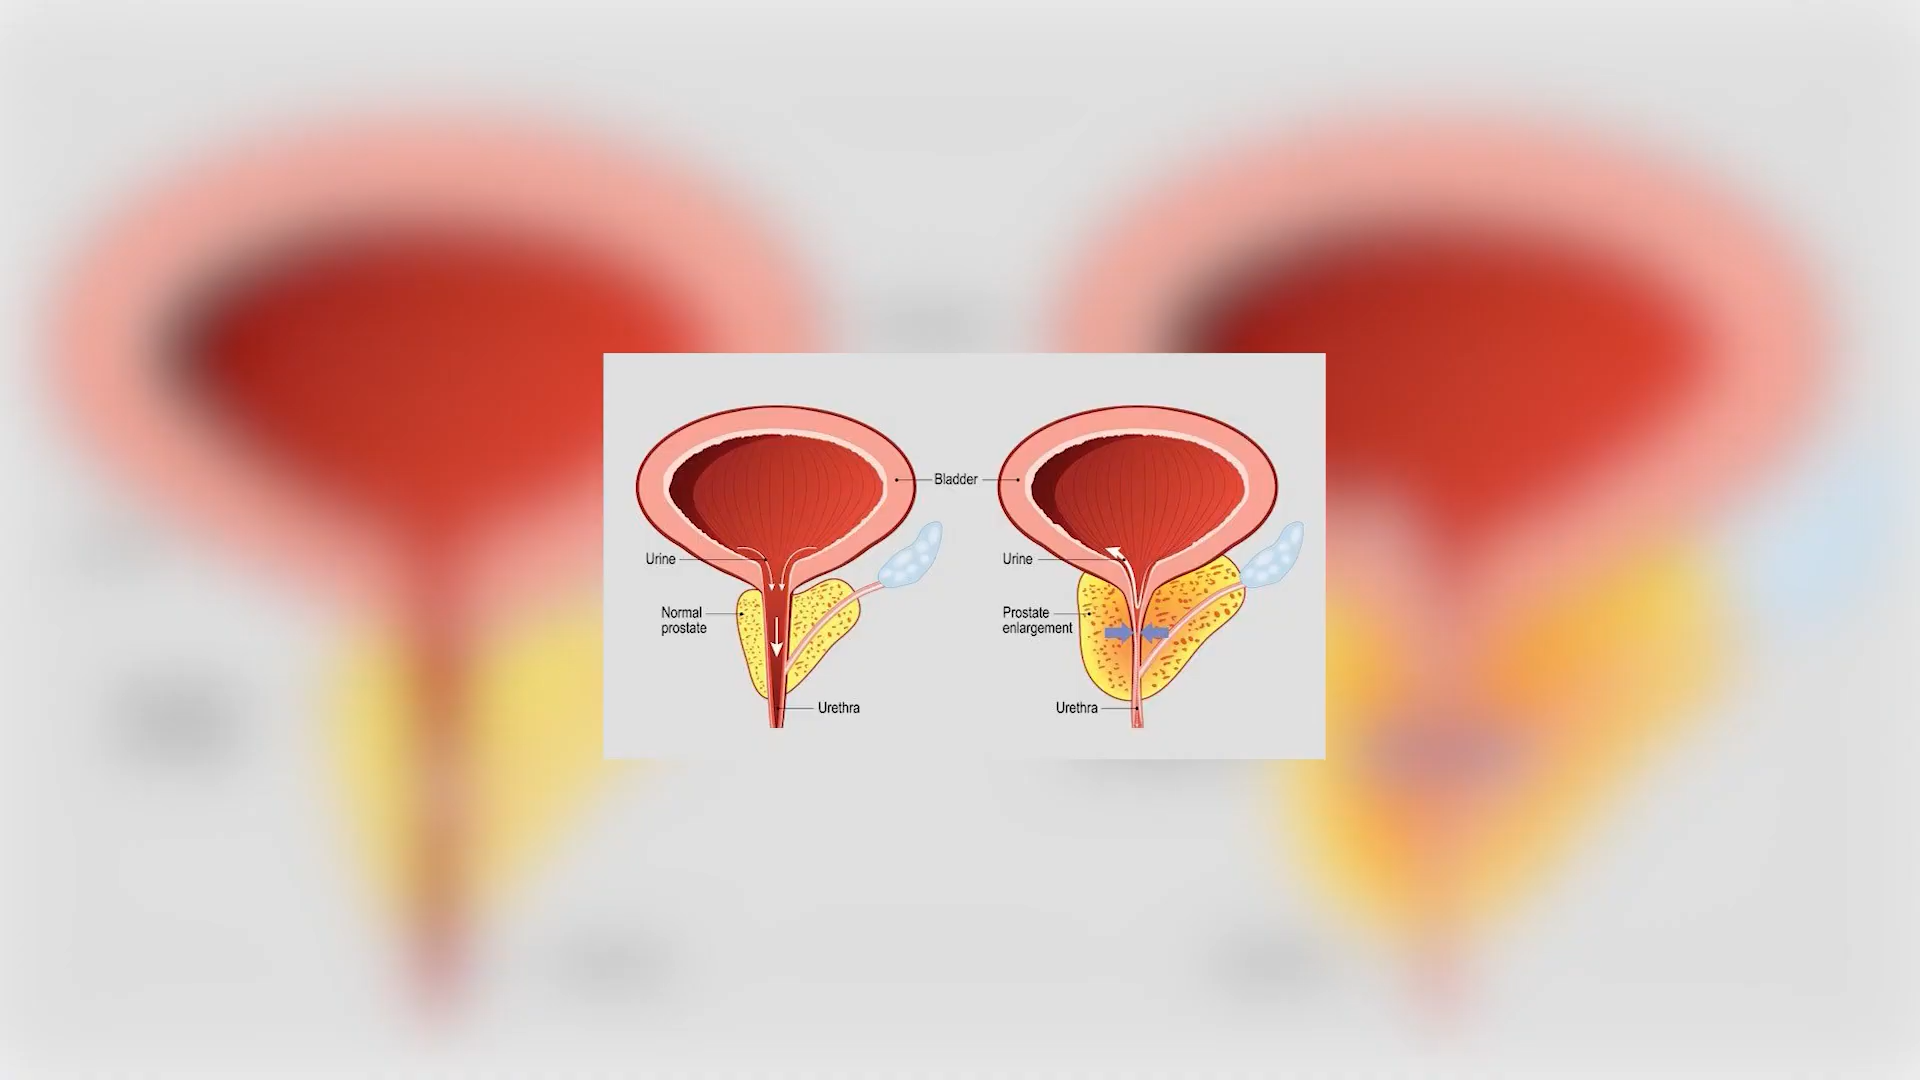 Bladder
Urine
Urine
Normal
prostate
Prostate
enlargement
Urethra
Urethra